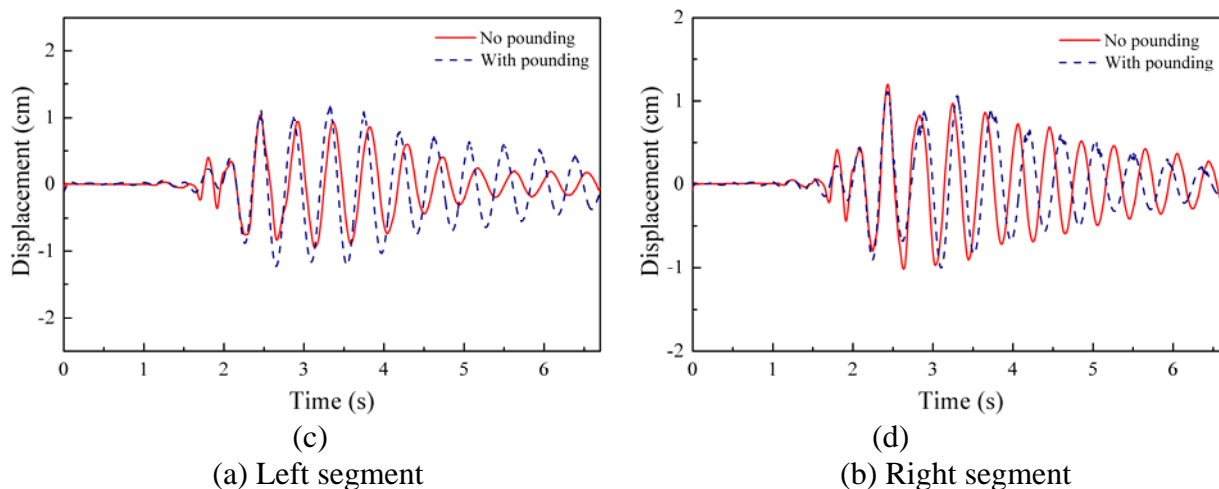 2
1
0
-1
-2
Displacement (cm)
No pounding
With pounding
0 1 2 3 4 5 6
Time (s)
(c)
(a) Left segment
2
1
0
-1
-2
Displacement (cm)
No pounding
With pounding
0 1 2 3 4 5 6
Time (s)
(d)
(b) Right segment